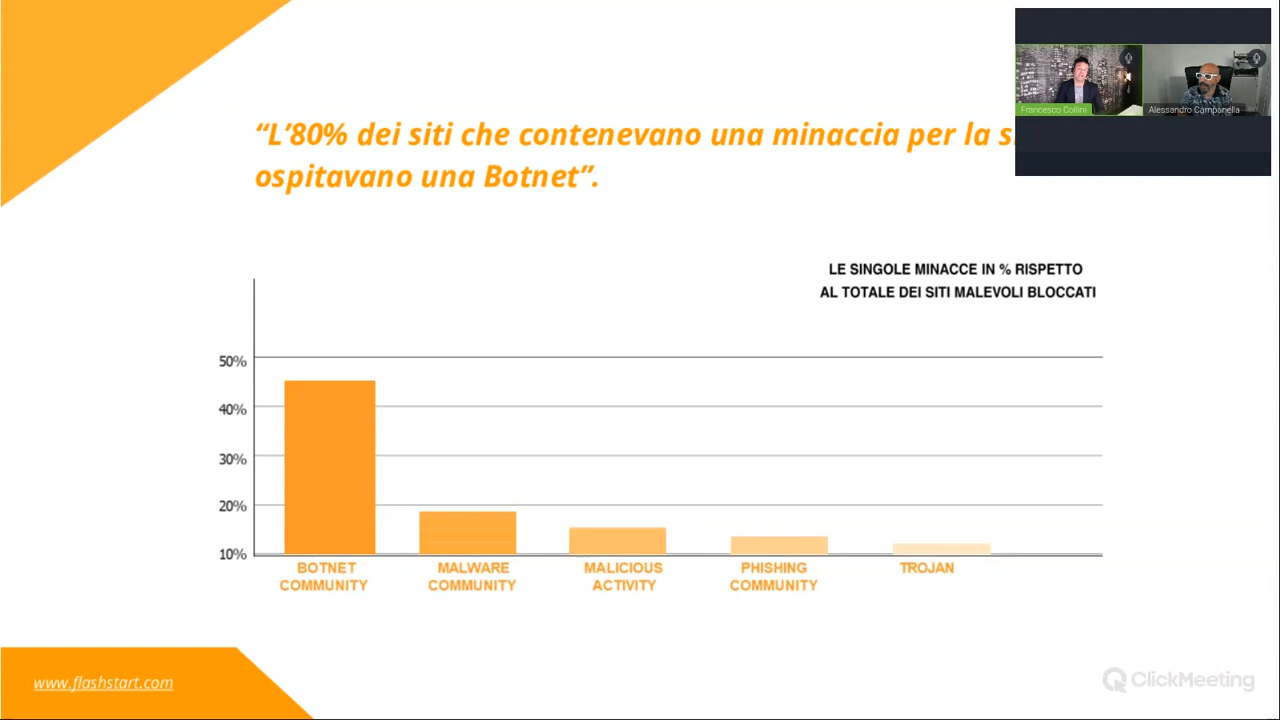 Francesco Collini
Alessandro Campanella
“L’80% dei siti che contenevano una minaccia per la
ospitavano una Botnet”.
LE SINGOLE MINACCE IN % RISPETTO
AL TOTALE DEI SITI MALEVOLI BLOCCATI
50%
40%
30%
20%
10%
BOTNET
COMMUNITY
MALWARE
COMMUNITY
MALICIOUS
ACTIVITY
PHISHING
COMMUNITY
TROJAN
www.flashstart.com
ClickMeeting